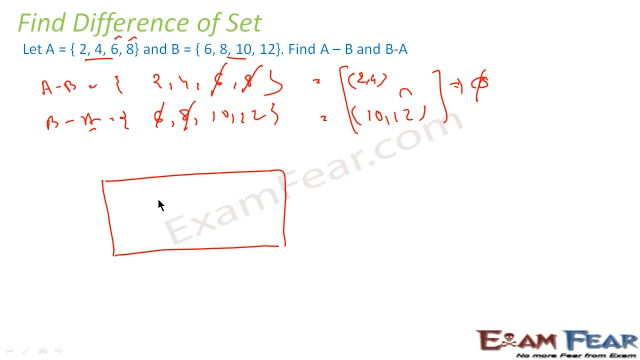 Find Difference of Set
Let A = { 2, 4, 6, 8} and B = { 6, 8, 10, 12}. Find A – B and B-A
A-B = { 2, 4, 6, 8 } = (2,4)
∩ => ϕ
B - A = { 6, 8, 10, 12 } = (10, 12)
ExamFear.com
EXAM FEAR
No more Fear from Exam